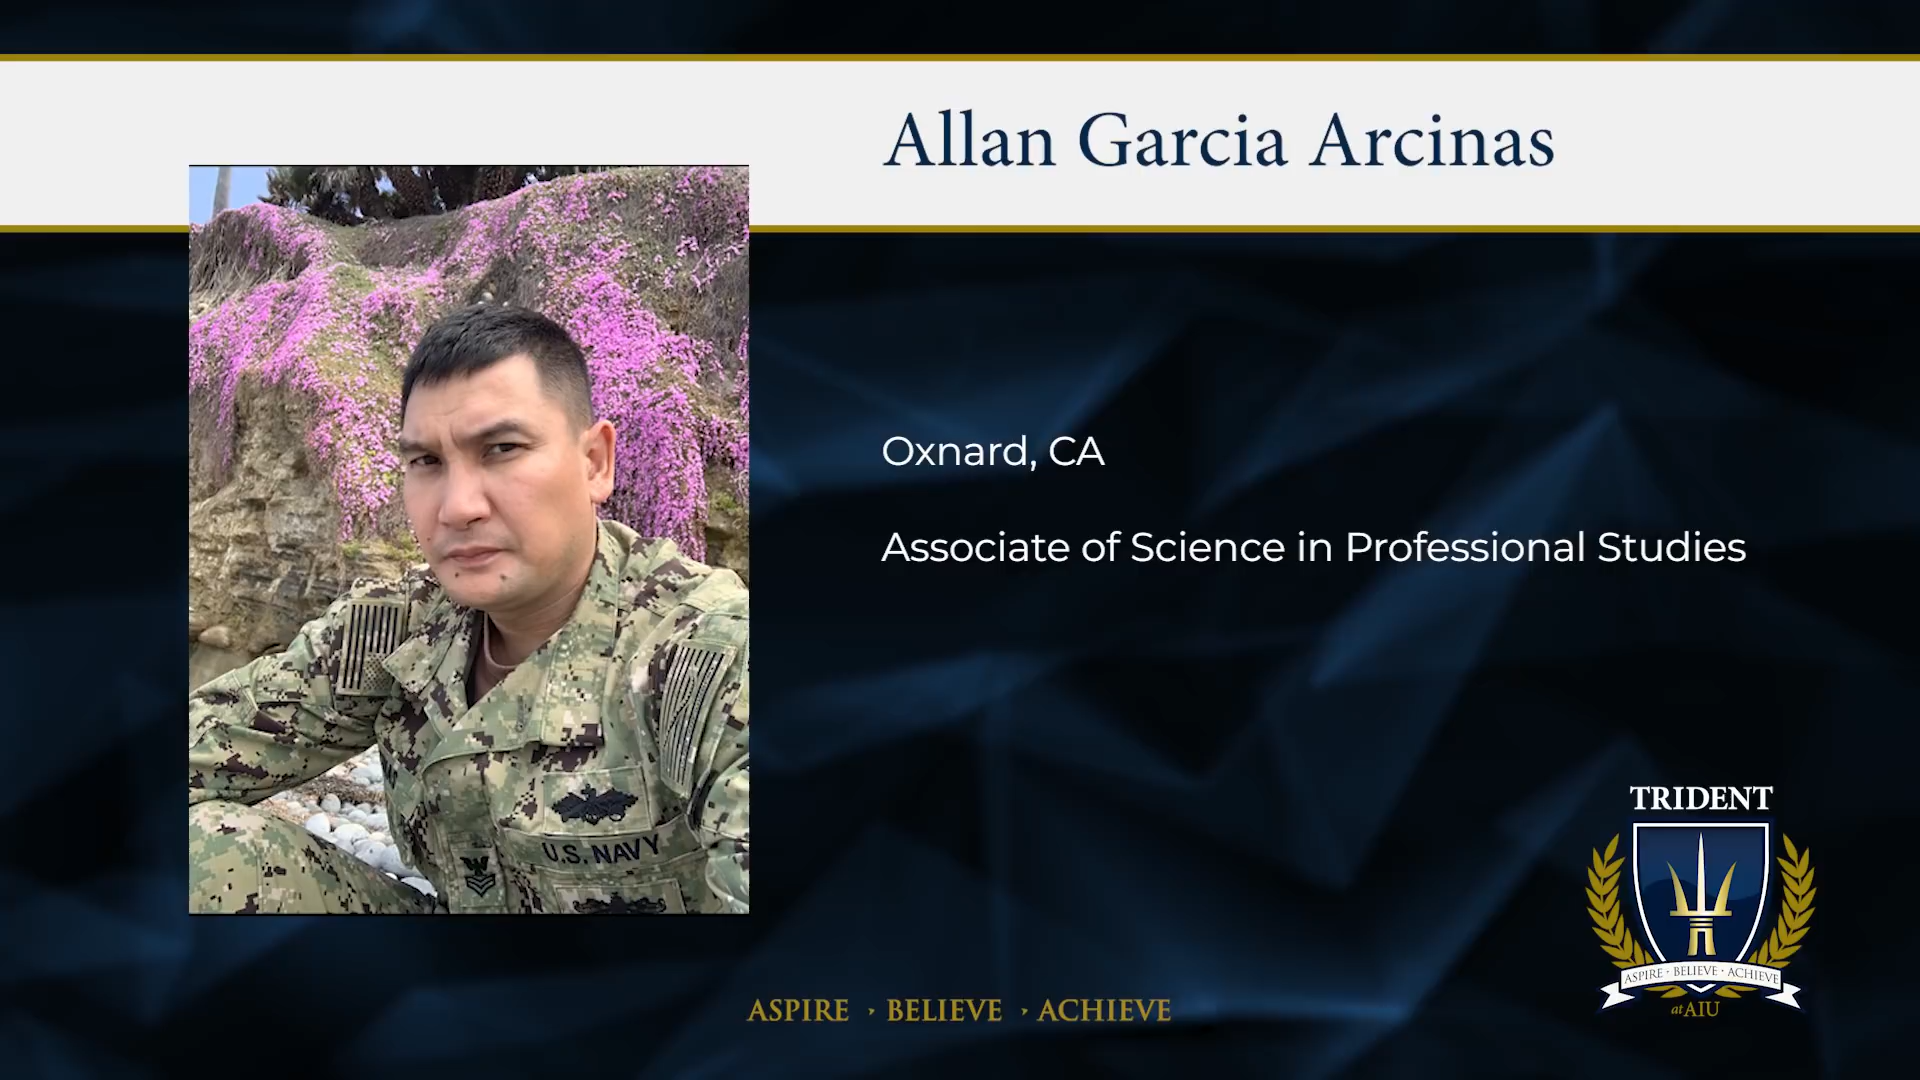 Allan Garcia Arcinas
Oxnard, CA
Associate of Science in Professional Studies
U.S. NAVY
TRIDENT
ASPIRE · BELIEVE · ACHIEVE
at AIU
ASPIRE · BELIEVE · ACHIEVE